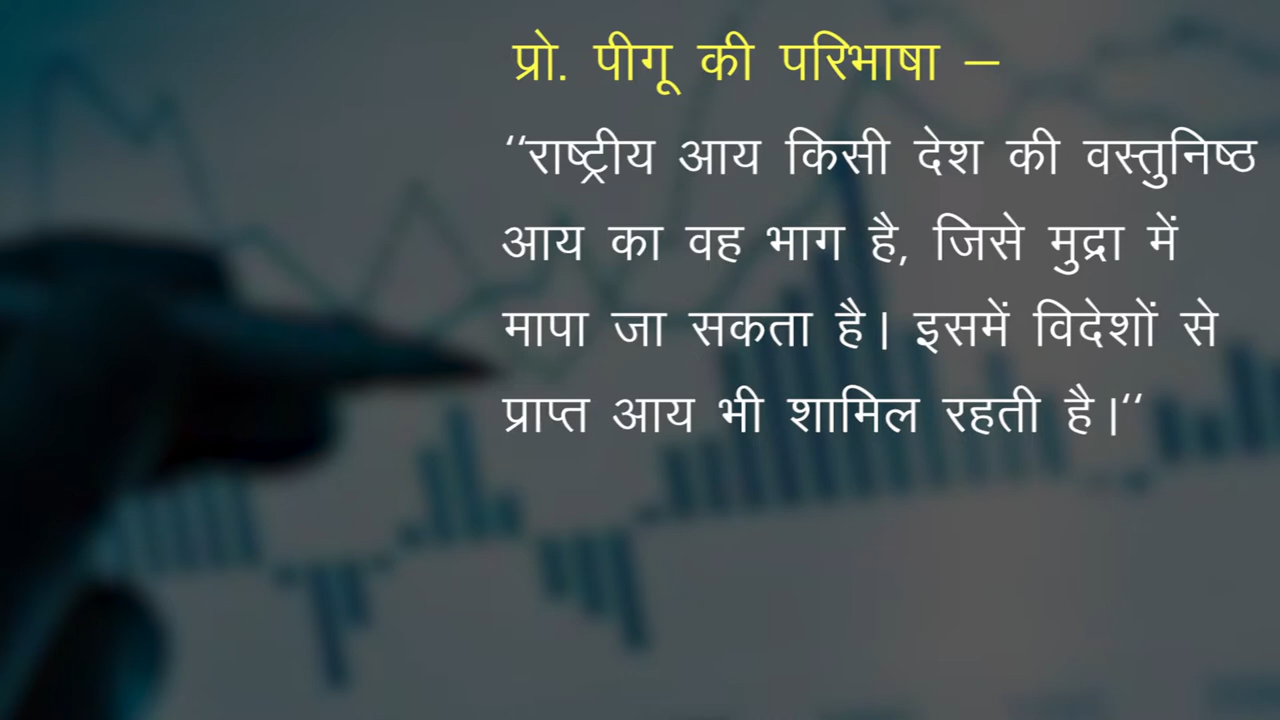 प्रो. पीगू की परिभाषा –
‘‘राष्ट्रीय आय किसी देश की वस्तुनिष्ठ
आय का वह भाग है, जिसे मुद्रा में
मापा जा सकता है। इसमें विदेशों से
प्राप्त आय भी शामिल रहती है।‘‘